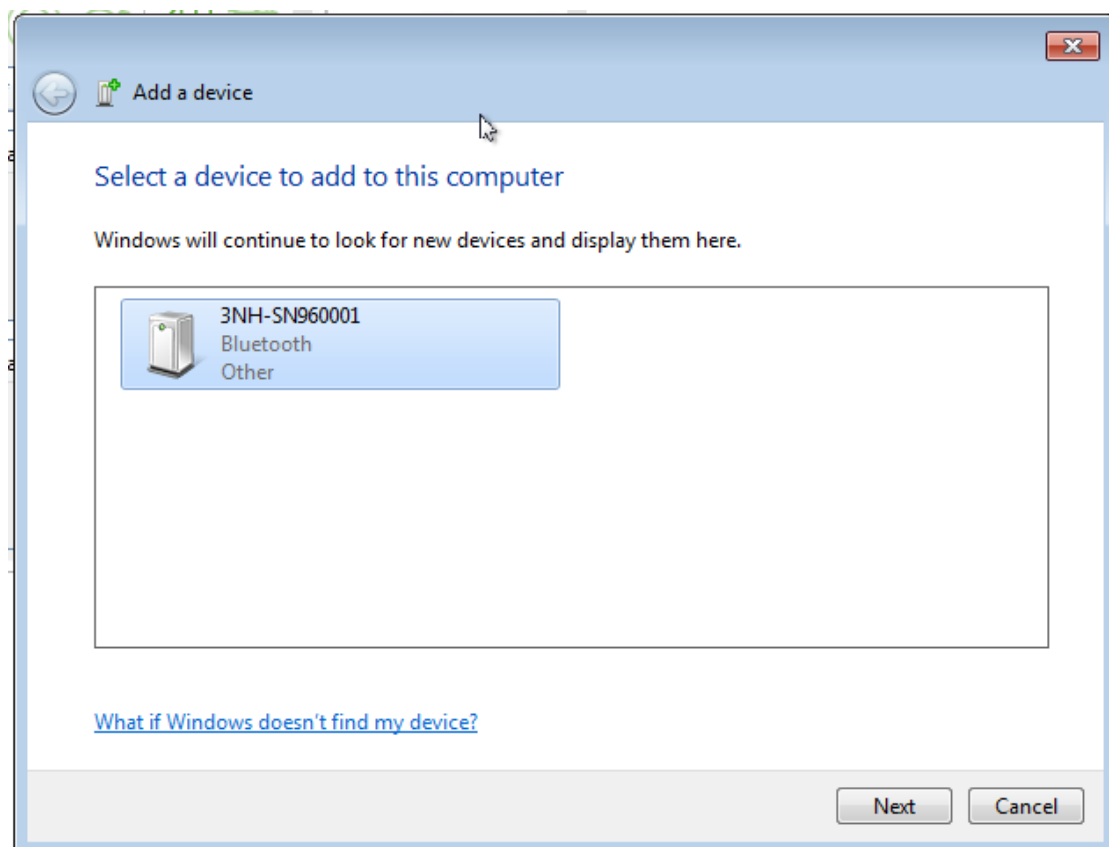 Add a device
Select a device to add to this computer
Windows will continue to look for new devices and display them here.
3NH-SN960001
Bluetooth
Other
What if Windows doesn't find my device?
Next
Cancel